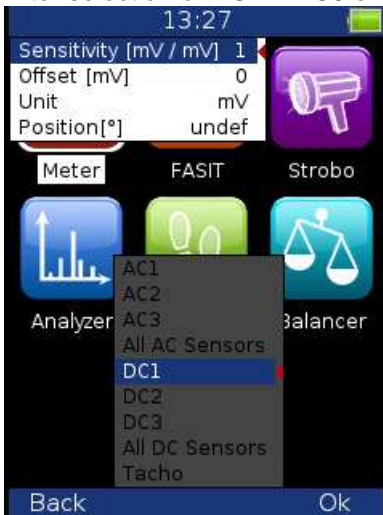 13:27
Sensitivity [mV / mV] 1
Offset [mV] 0
Unit mV
Position[°] undef
Meter FASIT Strobo
Analyzer Balancer
AC1
AC2
AC3
All AC Sensors
DC1
DC2
DC3
All DC Sensors
Tacho
Back Ok